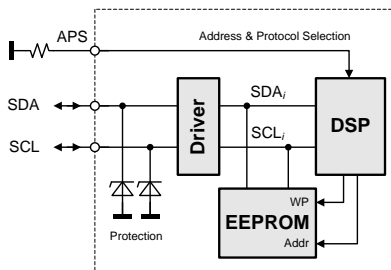 APS
Address & Protocol Selection
SDA
SDAi
DSP
Driver
SCL
SCLi
WP
EEPROM
Addr
Protection